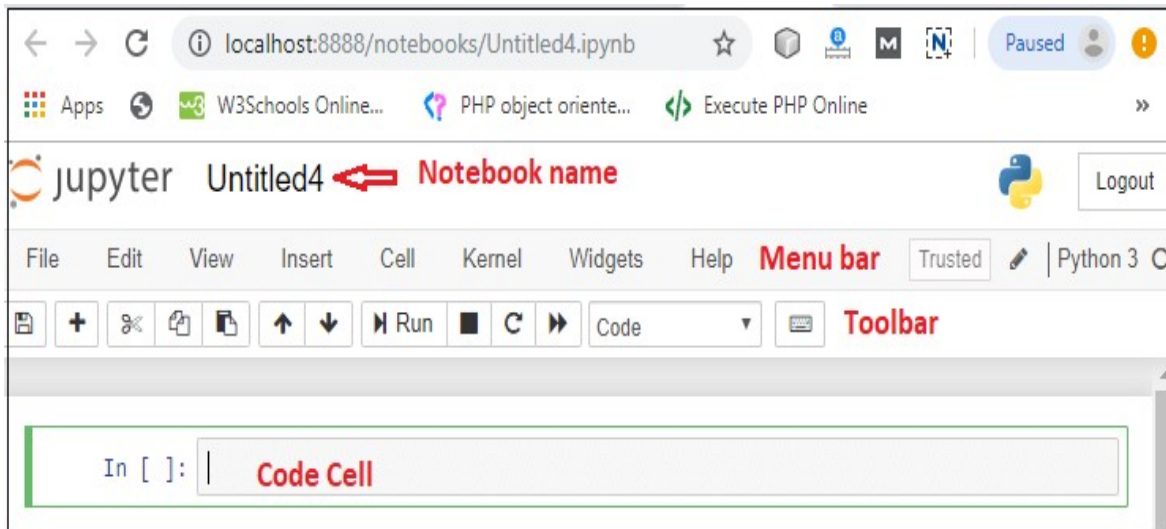 localhost:8888/notebooks/Untitled4.ipynb a M N Paused
Apps w3 W3Schools Online... PHP object oriente... Execute PHP Online »
jupyter Untitled4 Notebook name Logout
File Edit View Insert Cell Kernel Widgets Help Menu bar Trusted Python 3
Run Code Toolbar
In [ ]: Code Cell